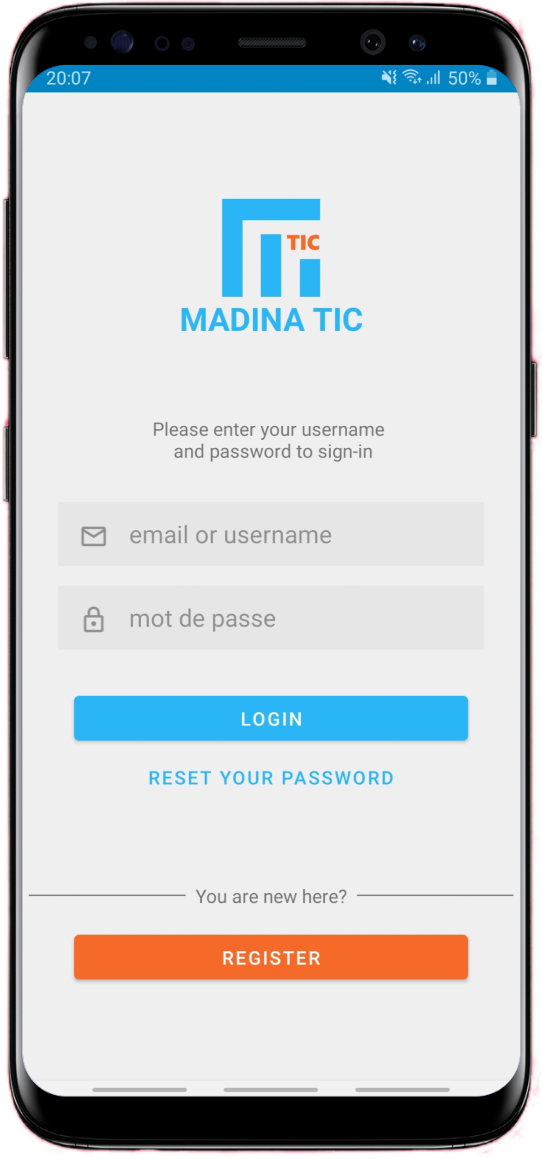 20:07 50%
TIC
MADINA TIC
Please enter your username
and password to sign-in
email or username
mot de passe
LOGIN
RESET YOUR PASSWORD
You are new here?
REGISTER